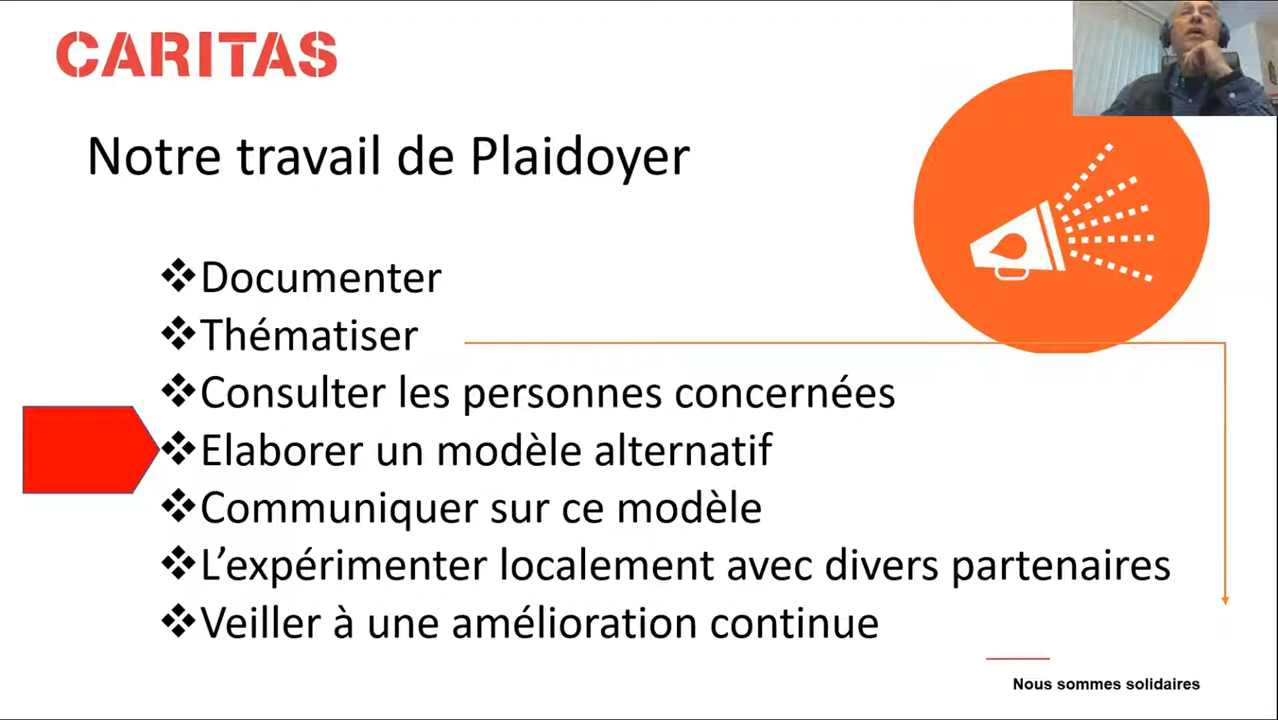 CARITAS
Notre travail de Plaidoyer
❖Documenter
❖Thématiser
❖Consulter les personnes concernées
❖Elaborer un modèle alternatif
❖Communiquer sur ce modèle
❖L’expérimenter localement avec divers partenaires
❖Veiller à une amélioration continue
Nous sommes solidaires